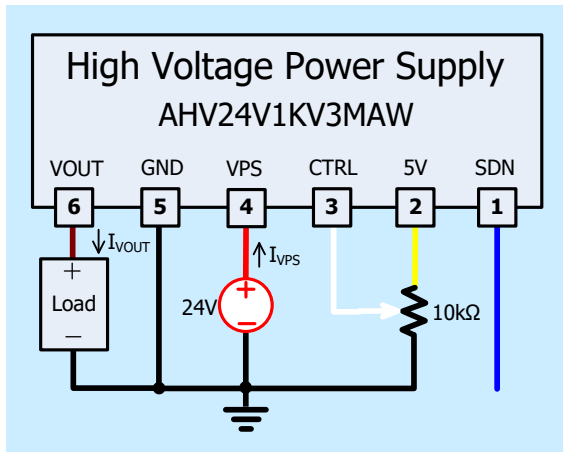 High Voltage Power Supply
AHV24V1KV3MAW
VOUT GND VPS CTRL 5V SDN
6 5 4 3 2 1
↓IVOUT ↑IVPS
+
Load
−
24V
+
−
10kΩ